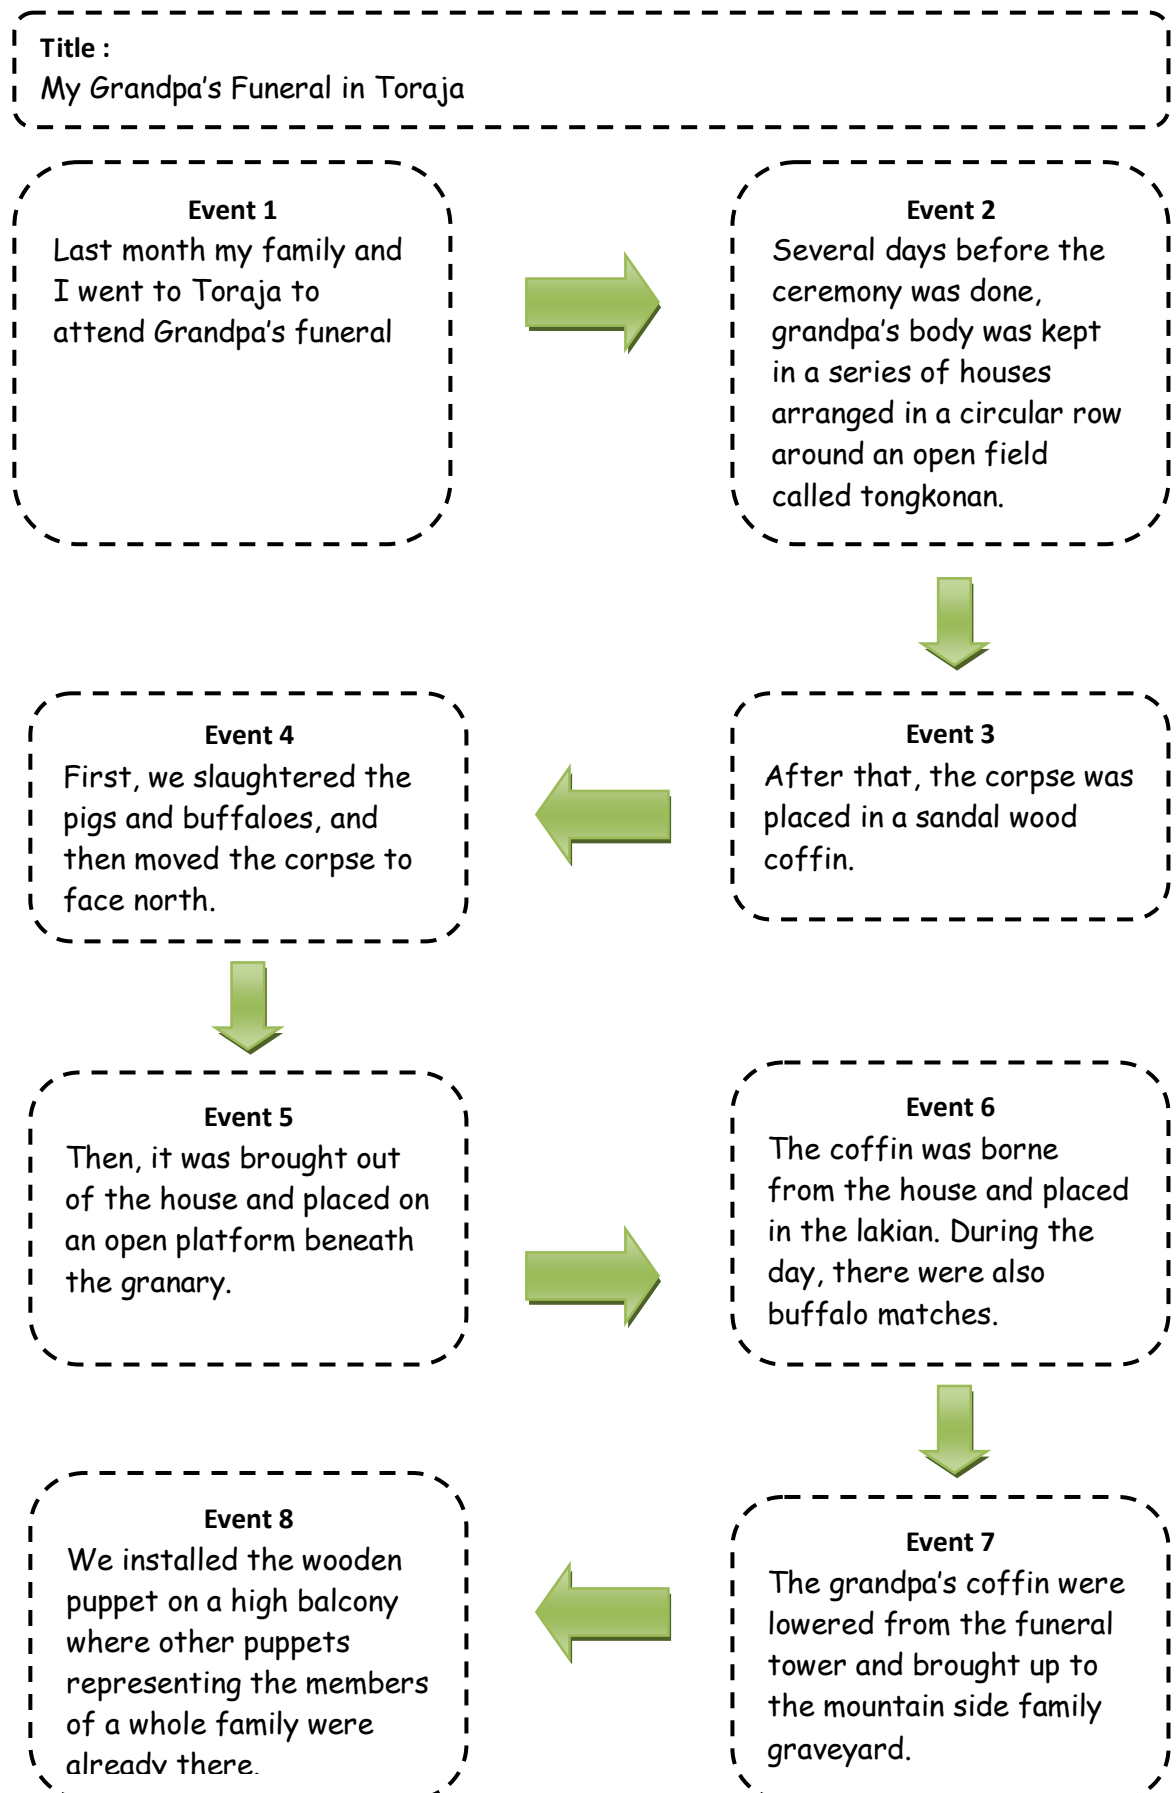 Title :
My Grandpa's Funeral in Toraja
Event 1
Last month my family and
I went to Toraja to
attend Grandpa's funeral
Event 2
Several days before the
ceremony was done,
grandpa's body was kept
in a series of houses
arranged in a circular row
around an open field
called tongkonan.
Event 3
After that, the corpse was
placed in a sandal wood
coffin.
Event 4
First, we slaughtered the
pigs and buffaloes, and
then moved the corpse to
face north.
Event 5
Then, it was brought out
of the house and placed on
an open platform beneath
the granary.
Event 6
The coffin was borne
from the house and placed
in the lakian. During the
day, there were also
buffalo matches.
Event 7
The grandpa's coffin were
lowered from the funeral
tower and brought up to
the mountain side family
graveyard.
Event 8
We installed the wooden
puppet on a high balcony
where other puppets
representing the members
of a whole family were
already there.